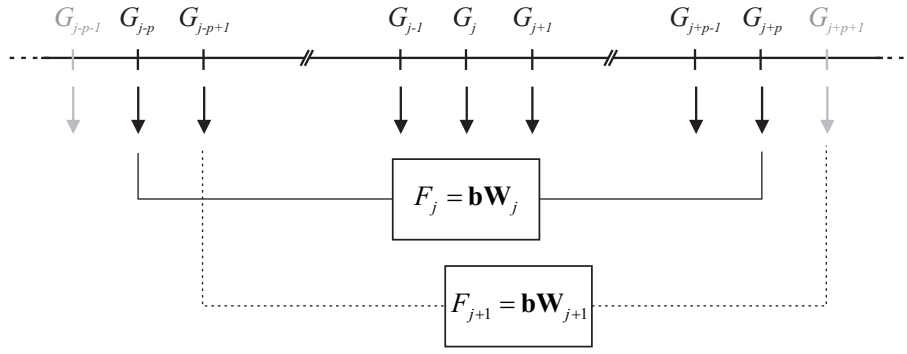 G_{j-p-1} G_{j-p} G_{j-p+1} G_{j-1} G_j G_{j+1} G_{j+p-1} G_{j+p} G_{j+p+1}
F_j = bW_j
F_{j+1} = bW_{j+1}